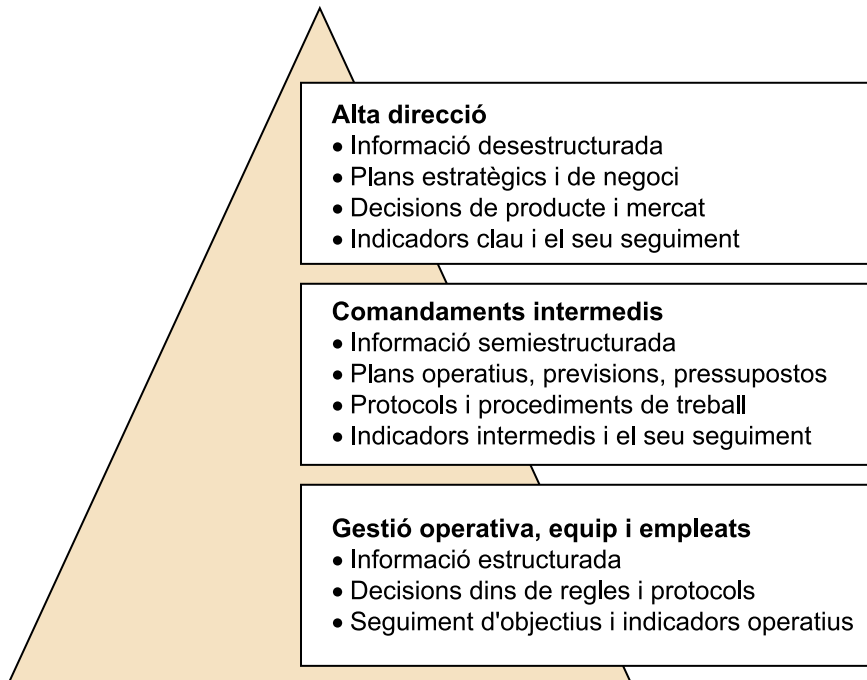 Alta direcció
• Informació desestructurada
• Plans estratègics i de negoci
• Decisions de producte i mercat
• Indicadors clau i el seu seguiment
Comandaments intermedis
• Informació semiestructurada
• Plans operatius, previsions, pressupostos
• Protocols i procediments de treball
• Indicadors intermedis i el seu seguiment
Gestió operativa, equip i empleats
• Informació estructurada
• Decisions dins de regles i protocols
• Seguiment d'objectius i indicadors operatius